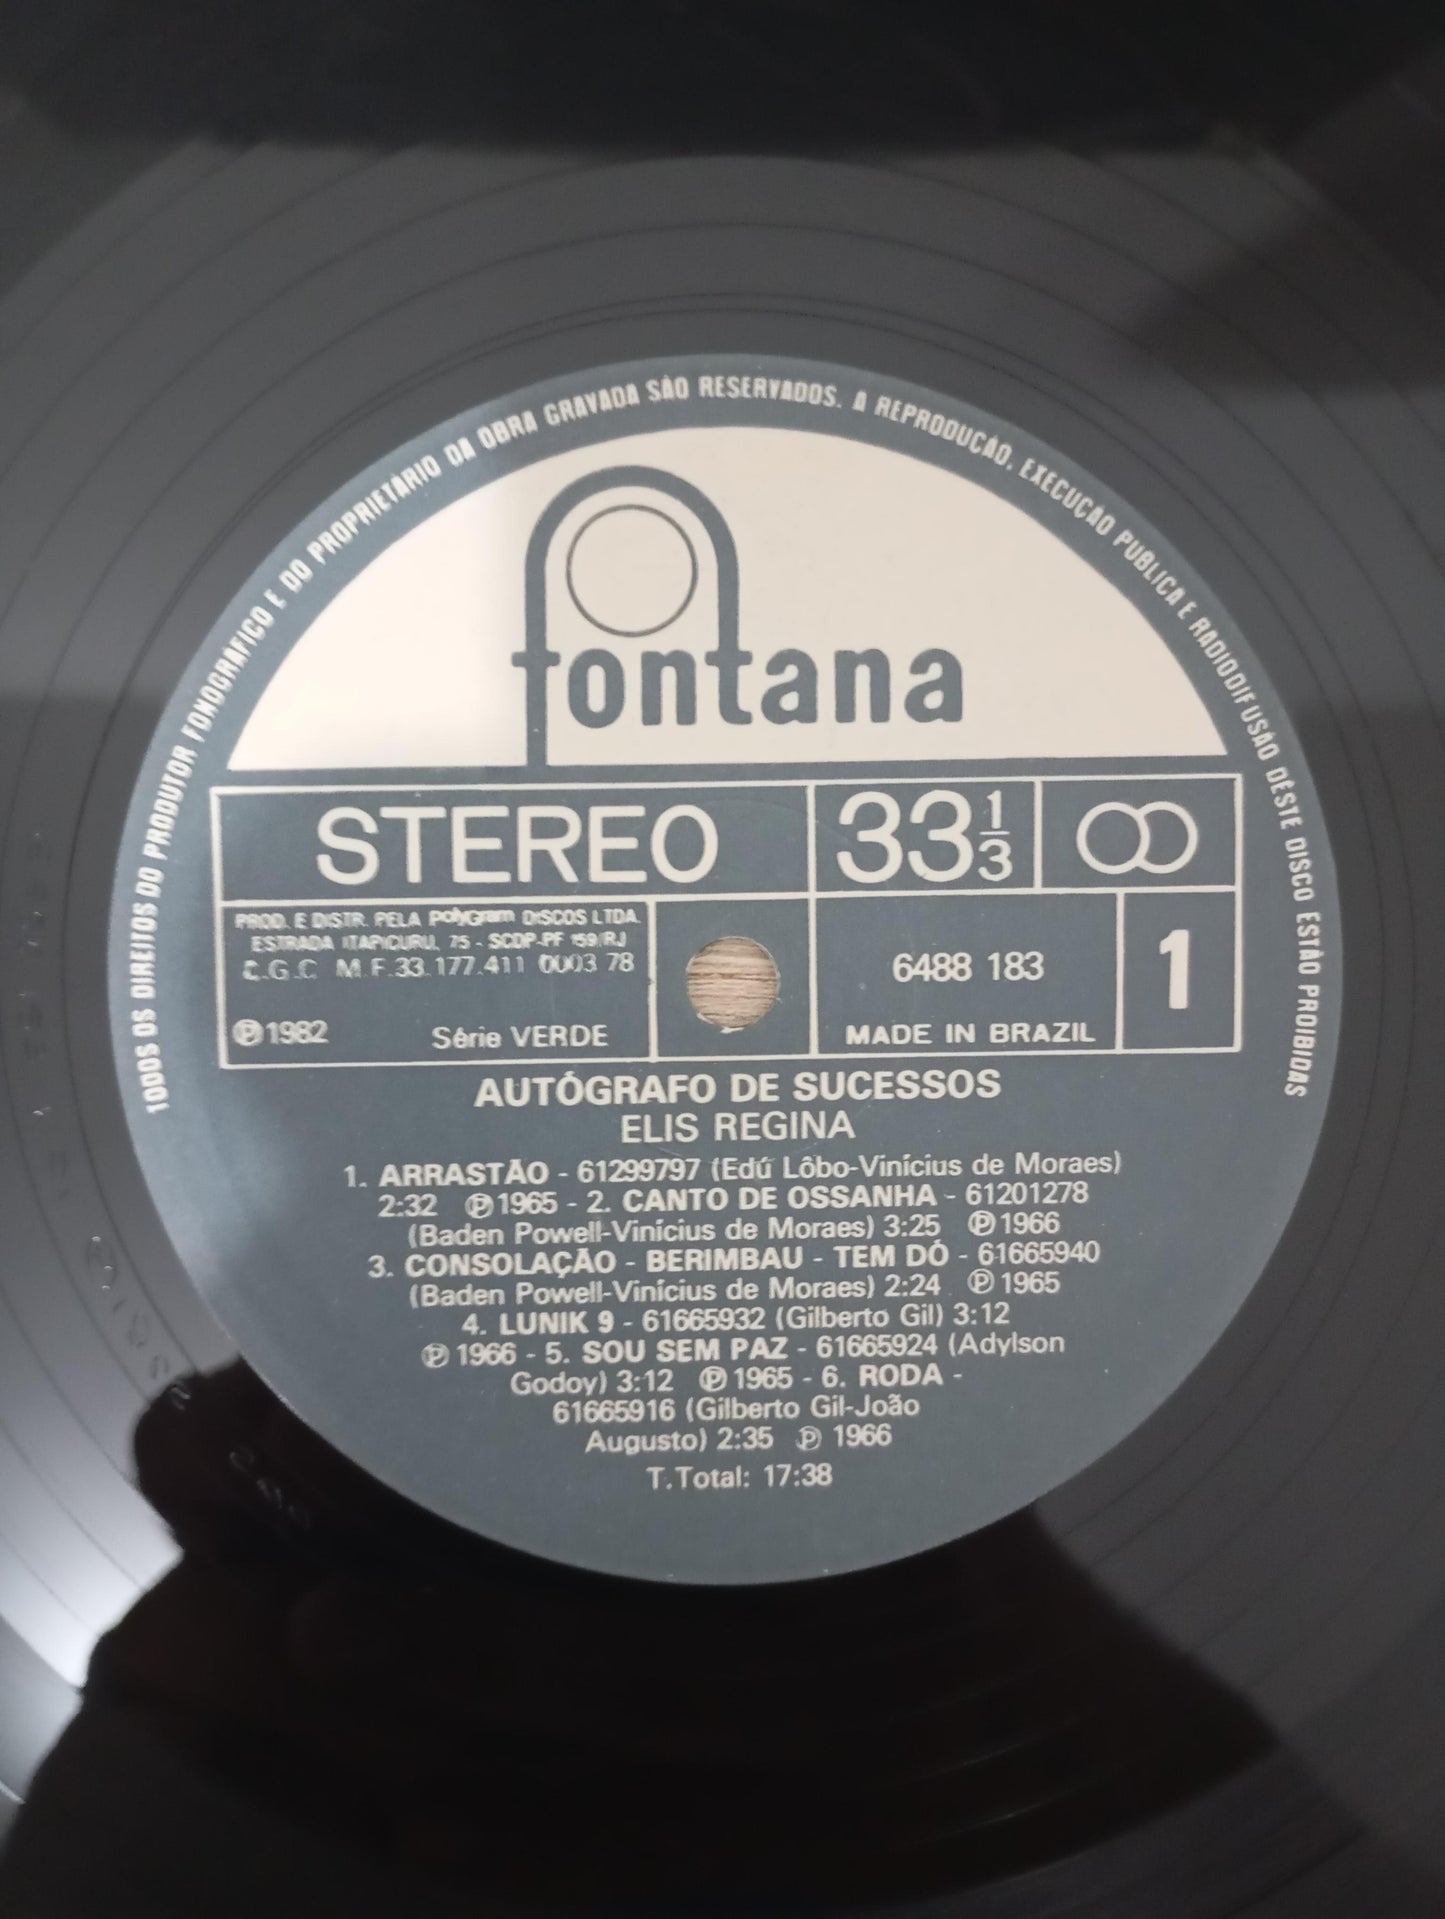 TODOS OS DIREITOS DO PRODUTOR FONOGRÁFICO E DO PROPRIETÁRIO DA OBRA GRAVADA SÃO RESERVADOS. A REPRODUÇÃO, EXECUÇÃO PÚBLICA E RADIODIFUSÃO DÊSTE DISCO ESTÃO PROIBIDAS
fontana
STEREO 33 1/3
PROD. E DISTR. PELA PolyGram DISCOS LTDA.
ESTRADA ITAPICURU, 75 - SCDP-PF 159/RJ
C.G.C. M.F. 33.177.411 0003 78
6488 183 1
℗1982 Série VERDE MADE IN BRAZIL
AUTÓGRAFO DE SUCESSOS
ELIS REGINA
1. ARRASTÃO - 61299797 (Edú Lôbo-Vinícius de Moraes)
2:32 ℗1965 - 2. CANTO DE OSSANHA - 61201278
(Baden Powell-Vinícius de Moraes) 3:25 ℗1966
3. CONSOLAÇÃO - BERIMBAU - TEM DÓ - 61665940
(Baden Powell-Vinícius de Moraes) 2:24 ℗1965
4. LUNIK 9 - 61665932 (Gilberto Gil) 3:12
℗1966 - 5. SOU SEM PAZ - 61665924 (Adylson
Godoy) 3:12 ℗1965 - 6. RODA -
61665916 (Gilberto Gil-João
Augusto) 2:35 ℗ 1966
T.Total: 17:38